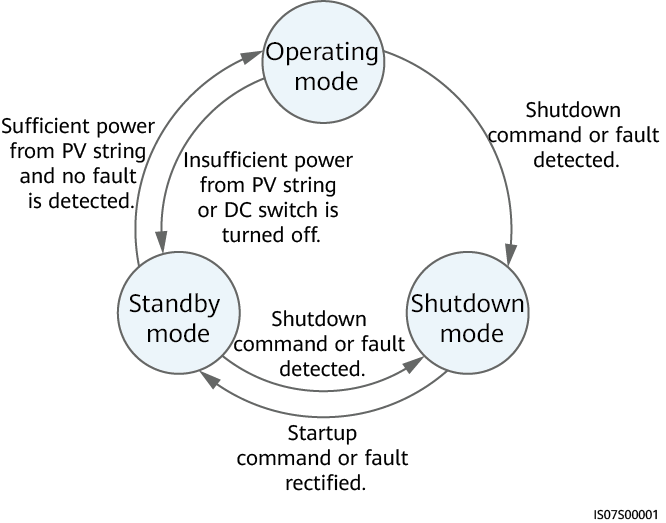 Operating
mode
Sufficient power
from PV string
and no fault
is detected.
Insufficient power
from PV string
or DC switch is
turned off.
Shutdown
command or fault
detected.
Standby
mode
Shutdown
command or fault
detected.
Shutdown
mode
Startup
command or fault
rectified.
IS07S00001